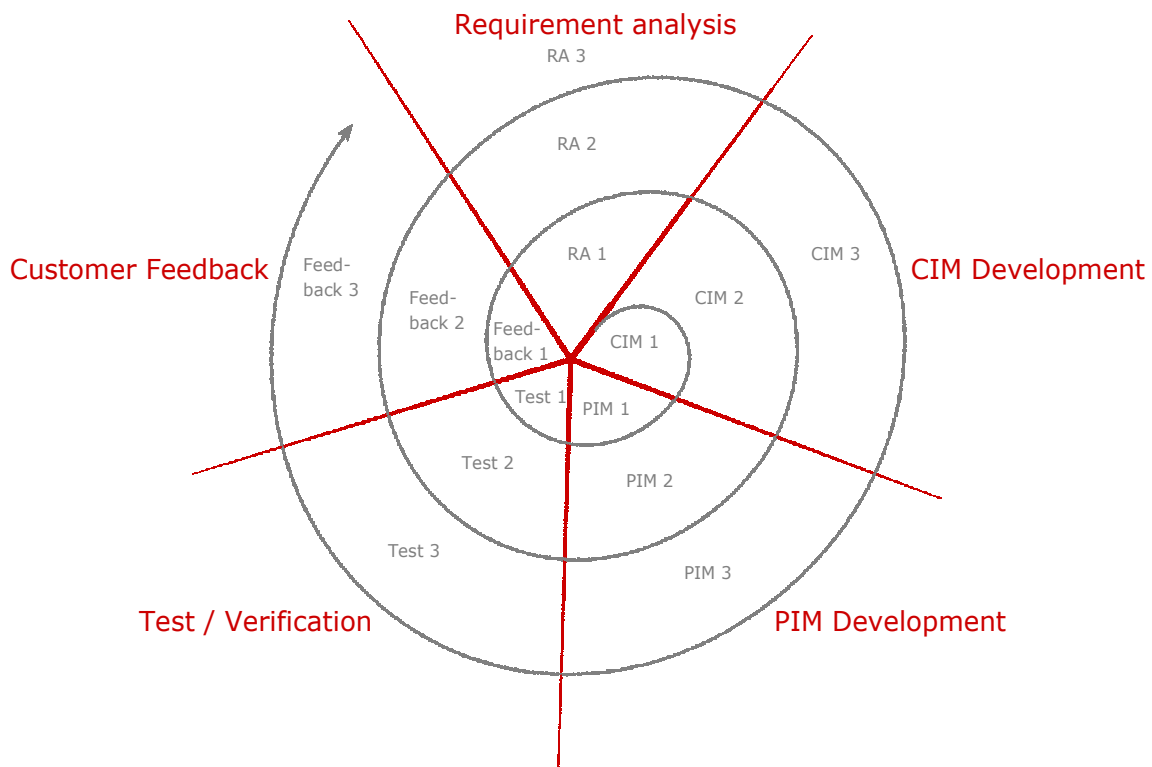 Requirement analysis
RA 3
RA 2
RA 1
CIM 3
Customer Feedback
Feed-
back 3
CIM Development
CIM 2
Feed-
back 2
Feed-
back 1
CIM 1
Test 1
PIM 1
Test 2
PIM 2
Test 3
PIM 3
Test / Verification
PIM Development